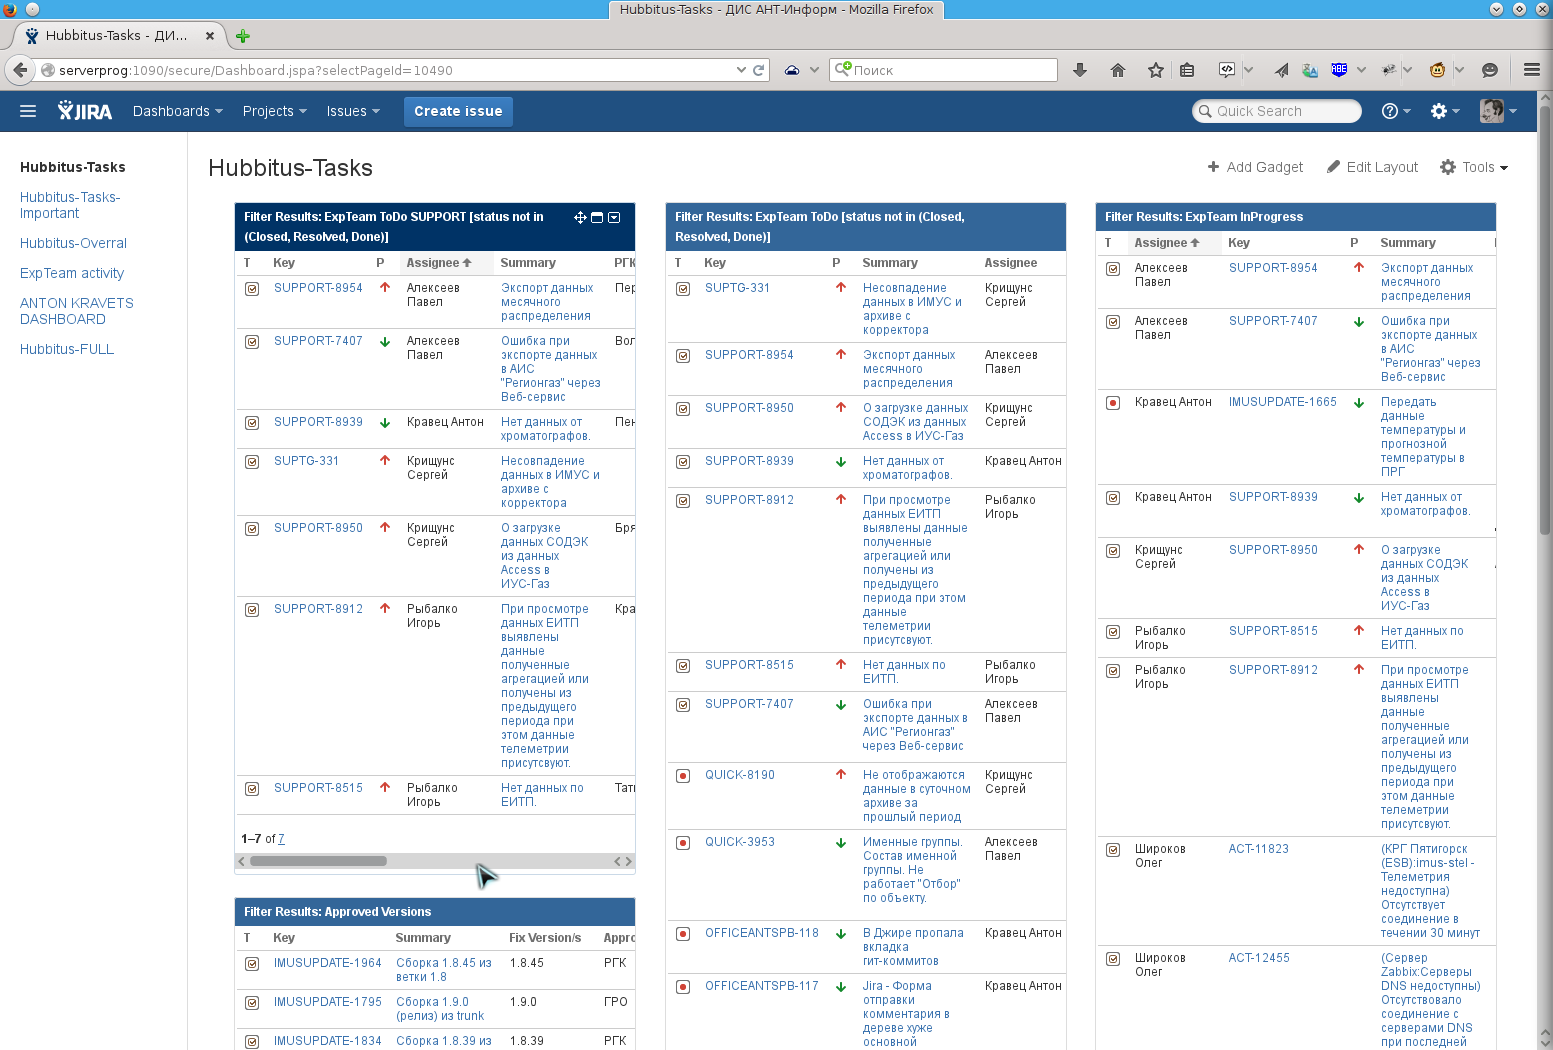 Hubbitus-Tasks - ДИС АНТ-Информ - Mozilla Firefox
Hubbitus-Tasks - ДИ...
serverprog:1090/secure/Dashboard.jspa?selectPageId=10490
Поиск
ABE
JIRA
Dashboards
Projects
Issues
Create issue
Quick Search
Hubbitus-Tasks
Hubbitus-Tasks-
Important
Hubbitus-Overral
ExpTeam activity
ANTON KRAVETS
DASHBOARD
Hubbitus-FULL
Hubbitus-Tasks
Add Gadget
Edit Layout
Tools
Filter Results: ExpTeam ToDo SUPPORT [status not in
(Closed, Resolved, Done)]
T Key P Assignee Summary РГК
SUPPORT-8954 Алексеев Экспорт данных Пер
Павел месячного
распределения
SUPPORT-7407 Алексеев Ошибка при Вол
Павел экспорте данных
в АИС
"Регионгаз" через
Веб-сервис
SUPPORT-8939 Кравец Антон Нет данных от Пен
хроматографов.
SUPTG-331 Крищунс Несовпадение
Сергей данных в ИМУС и
архиве с
корректора
SUPPORT-8950 Крищунс О загрузке Бря
Сергей данных СОДЭК
из данных
Access в
ИУС-Газ
SUPPORT-8912 Рыбалко При просмотре Кра
Игорь данных ЕИТП
выявлены
данные
полученные
агрегацией или
получены из
предыдущего
периода при
этом данные
телеметрии
присутсвуют.
SUPPORT-8515 Рыбалко Нет данных по Тат
Игорь ЕИТП.
1–7 of 7
Filter Results: Approved Versions
T Key Summary Fix Version/s Appro
IMUSUPDATE-1964 Сборка 1.8.45 из 1.8.45 РГК
ветки 1.8
IMUSUPDATE-1795 Сборка 1.9.0 1.9.0 ГРО
(релиз) из trunk
IMUSUPDATE-1834 Сборка 1.8.39 из 1.8.39 РГК
Filter Results: ExpTeam ToDo [status not in (Closed,
Resolved, Done)]
T Key P Summary Assignee
SUPTG-331 Несовпадение Крищунс
данных в ИМУС и Сергей
архиве с
корректора
SUPPORT-8954 Экспорт данных Алексеев
месячного Павел
распределения
SUPPORT-8950 О загрузке данных Крищунс
СОДЭК из данных Сергей
Access в ИУС-Газ
SUPPORT-8939 Нет данных от Кравец Антон
хроматографов.
SUPPORT-8912 При просмотре Рыбалко
данных ЕИТП Игорь
выявлены данные
полученные
агрегацией или
получены из
предыдущего
периода при этом
данные
телеметрии
присутсвуют.
SUPPORT-8515 Нет данных по Рыбалко
ЕИТП. Игорь
SUPPORT-7407 Ошибка при Алексеев
экспорте данных в Павел
АИС "Регионгаз"
через Веб-сервис
QUICK-8190 Не отображаются Крищунс
данные в суточном Сергей
архиве за
прошлый период
QUICK-3953 Именные группы. Алексеев
Состав именной Павел
группы. Не
работает "Отбор"
по объекту.
OFFICEANTSPB-118 В Джире пропала Кравец Антон
вкладка
гит-коммитов
OFFICEANTSPB-117 Jira - Форма Кравец Антон
отправки
комментария в
дереве хуже
основной
Filter Results: ExpTeam InProgress
T Assignee Key P Summary
Алексеев SUPPORT-8954 Экспорт данных
Павел месячного
распределения
Алексеев SUPPORT-7407 Ошибка при
Павел экспорте данных
в АИС
"Регионгаз" через
Веб-сервис
Кравец Антон IMUSUPDATE-1665 Передать
данные
температуры и
прогнозной
температуры в
ПРГ
Кравец Антон SUPPORT-8939 Нет данных от
хроматографов.
Крищунс SUPPORT-8950 О загрузке
Сергей данных СОДЭК
из данных
Access в
ИУС-Газ
Рыбалко SUPPORT-8515 Нет данных по
Игорь ЕИТП.
Рыбалко SUPPORT-8912 При просмотре
Игорь данных ЕИТП
выявлены
данные
полученные
агрегацией или
получены из
предыдущего
периода при
этом данные
телеметрии
присутсвуют.
Широков ACT-11823 (КРГ Пятигорск
Олег (ESB):imus-stel -
Телеметрия
недоступна)
Отсутствует
соединение в
течении 30 минут
Широков ACT-12455 (Сервер
Олег Zabbix:Серверы
DNS недоступны)
Отсутствовало
соединение с
серверами DNS
при последней